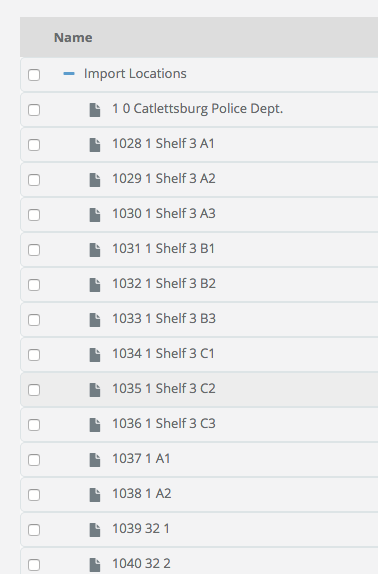 Name
Import Locations
1 0 Catlettsburg Police Dept.
1028 1 Shelf 3 A1
1029 1 Shelf 3 A2
1030 1 Shelf 3 A3
1031 1 Shelf 3 B1
1032 1 Shelf 3 B2
1033 1 Shelf 3 B3
1034 1 Shelf 3 C1
1035 1 Shelf 3 C2
1036 1 Shelf 3 C3
1037 1 A1
1038 1 A2
1039 32 1
1040 32 2